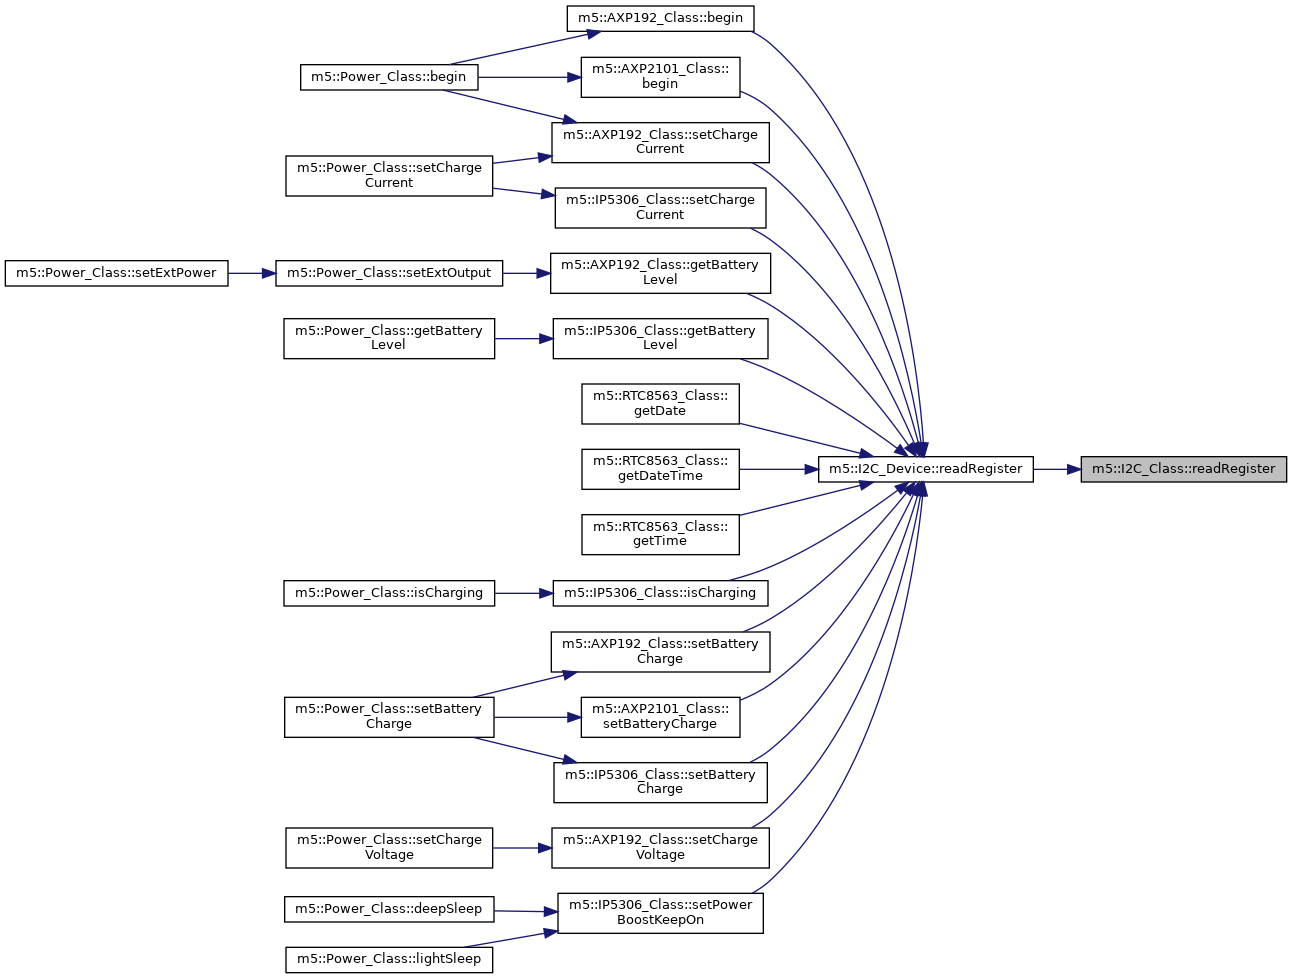 m5::AXP192_Class::begin
m5::Power_Class::begin
m5::AXP2101_Class::
begin
m5::AXP192_Class::setCharge
Current
m5::Power_Class::setCharge
Current
m5::IP5306_Class::setCharge
Current
m5::Power_Class::setExtPower
m5::Power_Class::setExtOutput
m5::AXP192_Class::getBattery
Level
m5::Power_Class::getBattery
Level
m5::IP5306_Class::getBattery
Level
m5::RTC8563_Class::
getDate
m5::RTC8563_Class::
getDateTime
m5::I2C_Device::readRegister
m5::I2C_Class::readRegister
m5::RTC8563_Class::
getTime
m5::Power_Class::isCharging
m5::IP5306_Class::isCharging
m5::AXP192_Class::setBattery
Charge
m5::Power_Class::setBattery
Charge
m5::AXP2101_Class::
setBatteryCharge
m5::IP5306_Class::setBattery
Charge
m5::Power_Class::setCharge
Voltage
m5::AXP192_Class::setCharge
Voltage
m5::Power_Class::deepSleep
m5::IP5306_Class::setPower
BoostKeepOn
m5::Power_Class::lightSleep